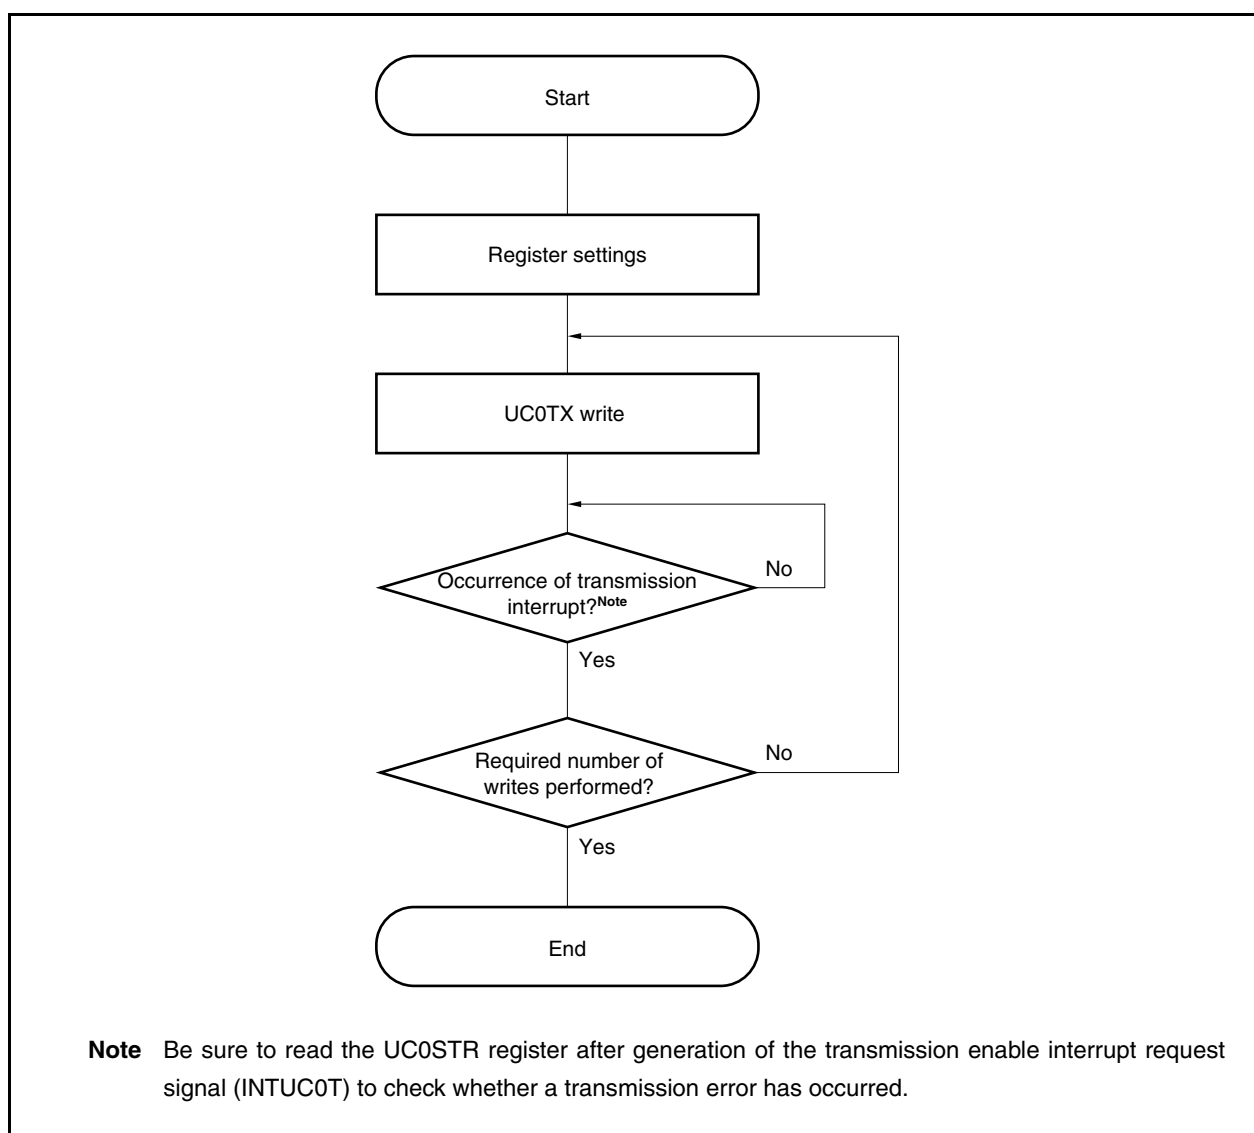 Start
Register settings
UC0TX write
Occurrence of transmission
interrupt?Note
No
Yes
Required number of
writes performed?
No
Yes
End
Note Be sure to read the UC0STR register after generation of the transmission enable interrupt request
signal (INTUC0T) to check whether a transmission error has occurred.